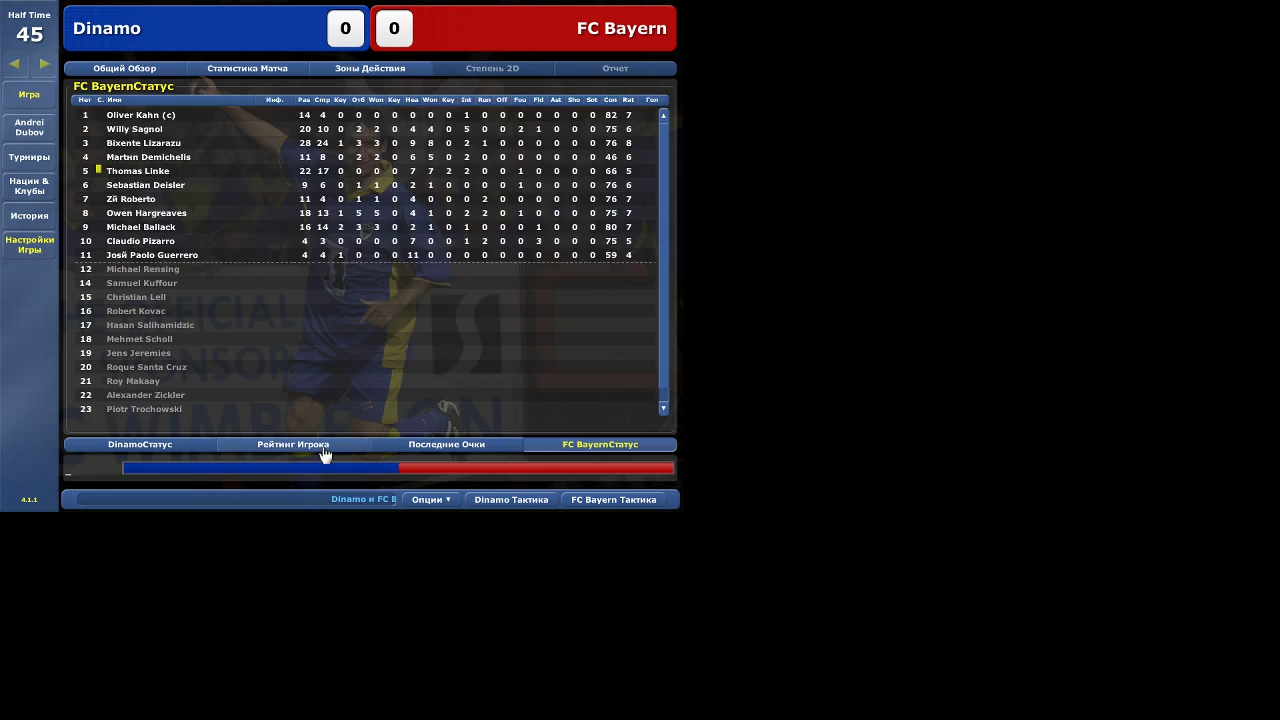 Half Time
45
Dinamo 0 0 FC Bayern
Общий Обзор Статистика Матча Зоны Действия Степень 2D Отчет
FC BayernСтатус
Игра
Andrei
Dubov
Турниры
Нации &
Клубы
История
Настройки
Игры
4.1.1
Нет С. Имя Инф. Pas Cmp Key Отб Won Key Hea Won Key Int Run Off Fou Fld Ast Sho Sot Con Rat Гол
1 Oliver Kahn (c) 14 4 0 0 0 0 0 0 0 1 0 0 0 0 0 0 0 82 7
2 Willy Sagnol 20 10 0 2 2 0 4 4 0 5 0 0 2 1 0 0 0 75 6
3 Bixente Lizarazu 28 24 1 3 3 0 9 8 0 2 1 0 0 0 0 0 0 76 8
4 Martнn Demichelis 11 8 0 2 2 0 6 5 0 2 0 0 0 0 0 0 0 46 6
5 Thomas Linke 22 17 0 0 0 0 7 7 2 2 0 0 1 0 0 0 0 66 5
6 Sebastian Deisler 9 6 0 1 1 0 2 1 0 0 0 0 1 0 0 0 0 76 6
7 Zй Roberto 11 4 0 1 1 0 4 0 0 0 2 0 0 0 0 0 0 76 7
8 Owen Hargreaves 18 13 1 5 5 0 4 1 0 2 2 0 1 0 0 0 0 75 7
9 Michael Ballack 16 14 2 3 3 0 2 1 0 1 0 0 0 1 0 0 0 80 7
10 Claudio Pizarro 4 3 0 0 0 0 7 0 0 1 2 0 0 3 0 0 0 75 5
11 Josй Paolo Guerrero 4 4 1 0 0 0 11 0 0 0 0 0 0 0 0 0 0 59 4
12 Michael Rensing
14 Samuel Kuffour
15 Christian Lell
16 Robert Kovac
17 Hasan Salihamidzic
18 Mehmet Scholl
19 Jens Jeremies
20 Roque Santa Cruz
21 Roy Makaay
22 Alexander Zickler
23 Piotr Trochowski
DinamoСтатус Рейтинг Игрока Последние Очки FC BayernСтатус
Dinamo и FC B Опции Dinamo Тактика FC Bayern Тактика